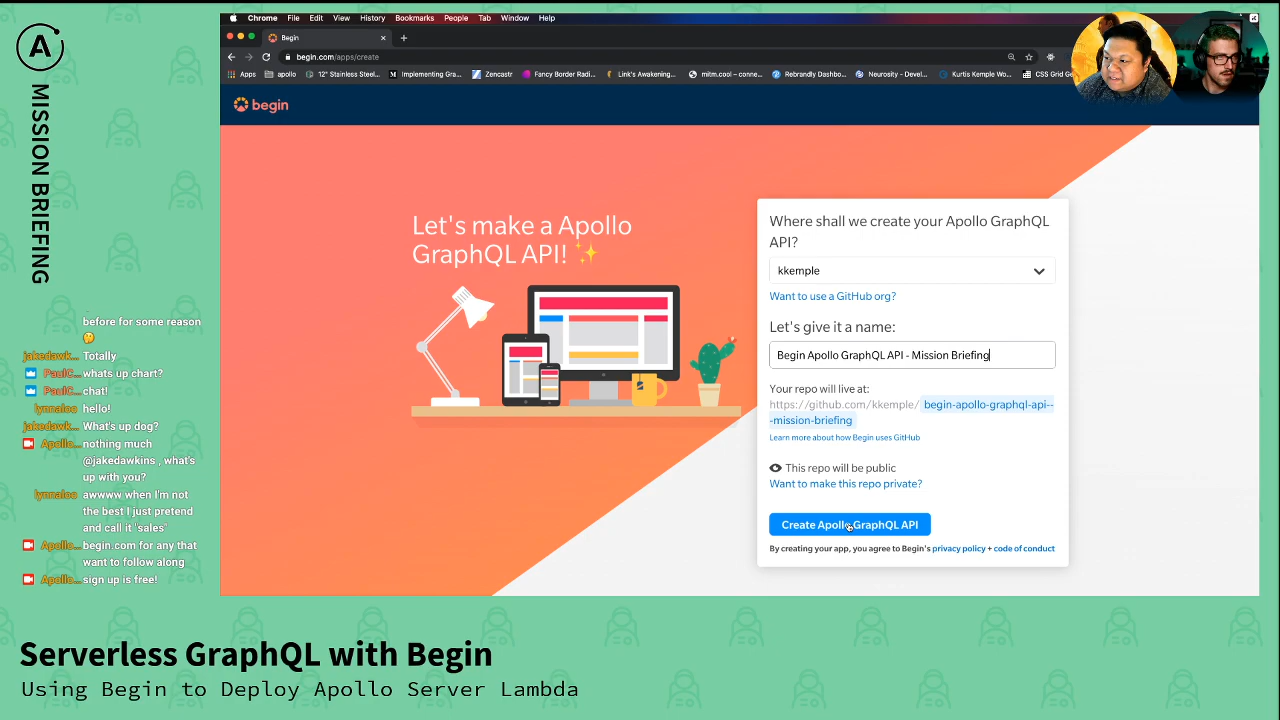 A
MISSION BRIEFING
Chrome File Edit View History Bookmarks People Tab Window Help
Begin
begin.com/apps/create
Apps apollo 12" Stainless Steel... Implementing Gra... Zencastr Fancy Border Radi... Link's Awakening... mitm.cool – conne... Rebrandly Dashbo... Neurosity - Devel... Kurtis Kemple Wo... CSS Grid Ge
begin
Let's make a Apollo
GraphQL API! ✨
Where shall we create your Apollo GraphQL
API?
kkemple
Want to use a GitHub org?
Let's give it a name:
Begin Apollo GraphQL API - Mission Briefing
Your repo will live at:
https://github.com/kkemple/ begin-apollo-graphql-api--
-mission-briefing
Learn more about how Begin uses GitHub
This repo will be public
Want to make this repo private?
Create Apollo GraphQL API
By creating your app, you agree to Begin's privacy policy + code of conduct
before for some reason
🤔
jakedawk... Totally
PaulC... whats up chart?
PaulC... chat!
lynnaloo hello!
jakedawk... What's up dog?
Apollo... nothing much
@jakedawkins , what's
up with you?
lynnaloo awwww when I'm not
the best I just pretend
and call it "sales"
Apollo... begin.com for any that
want to follow along
Apollo... sign up is free!
Serverless GraphQL with Begin
Using Begin to Deploy Apollo Server Lambda